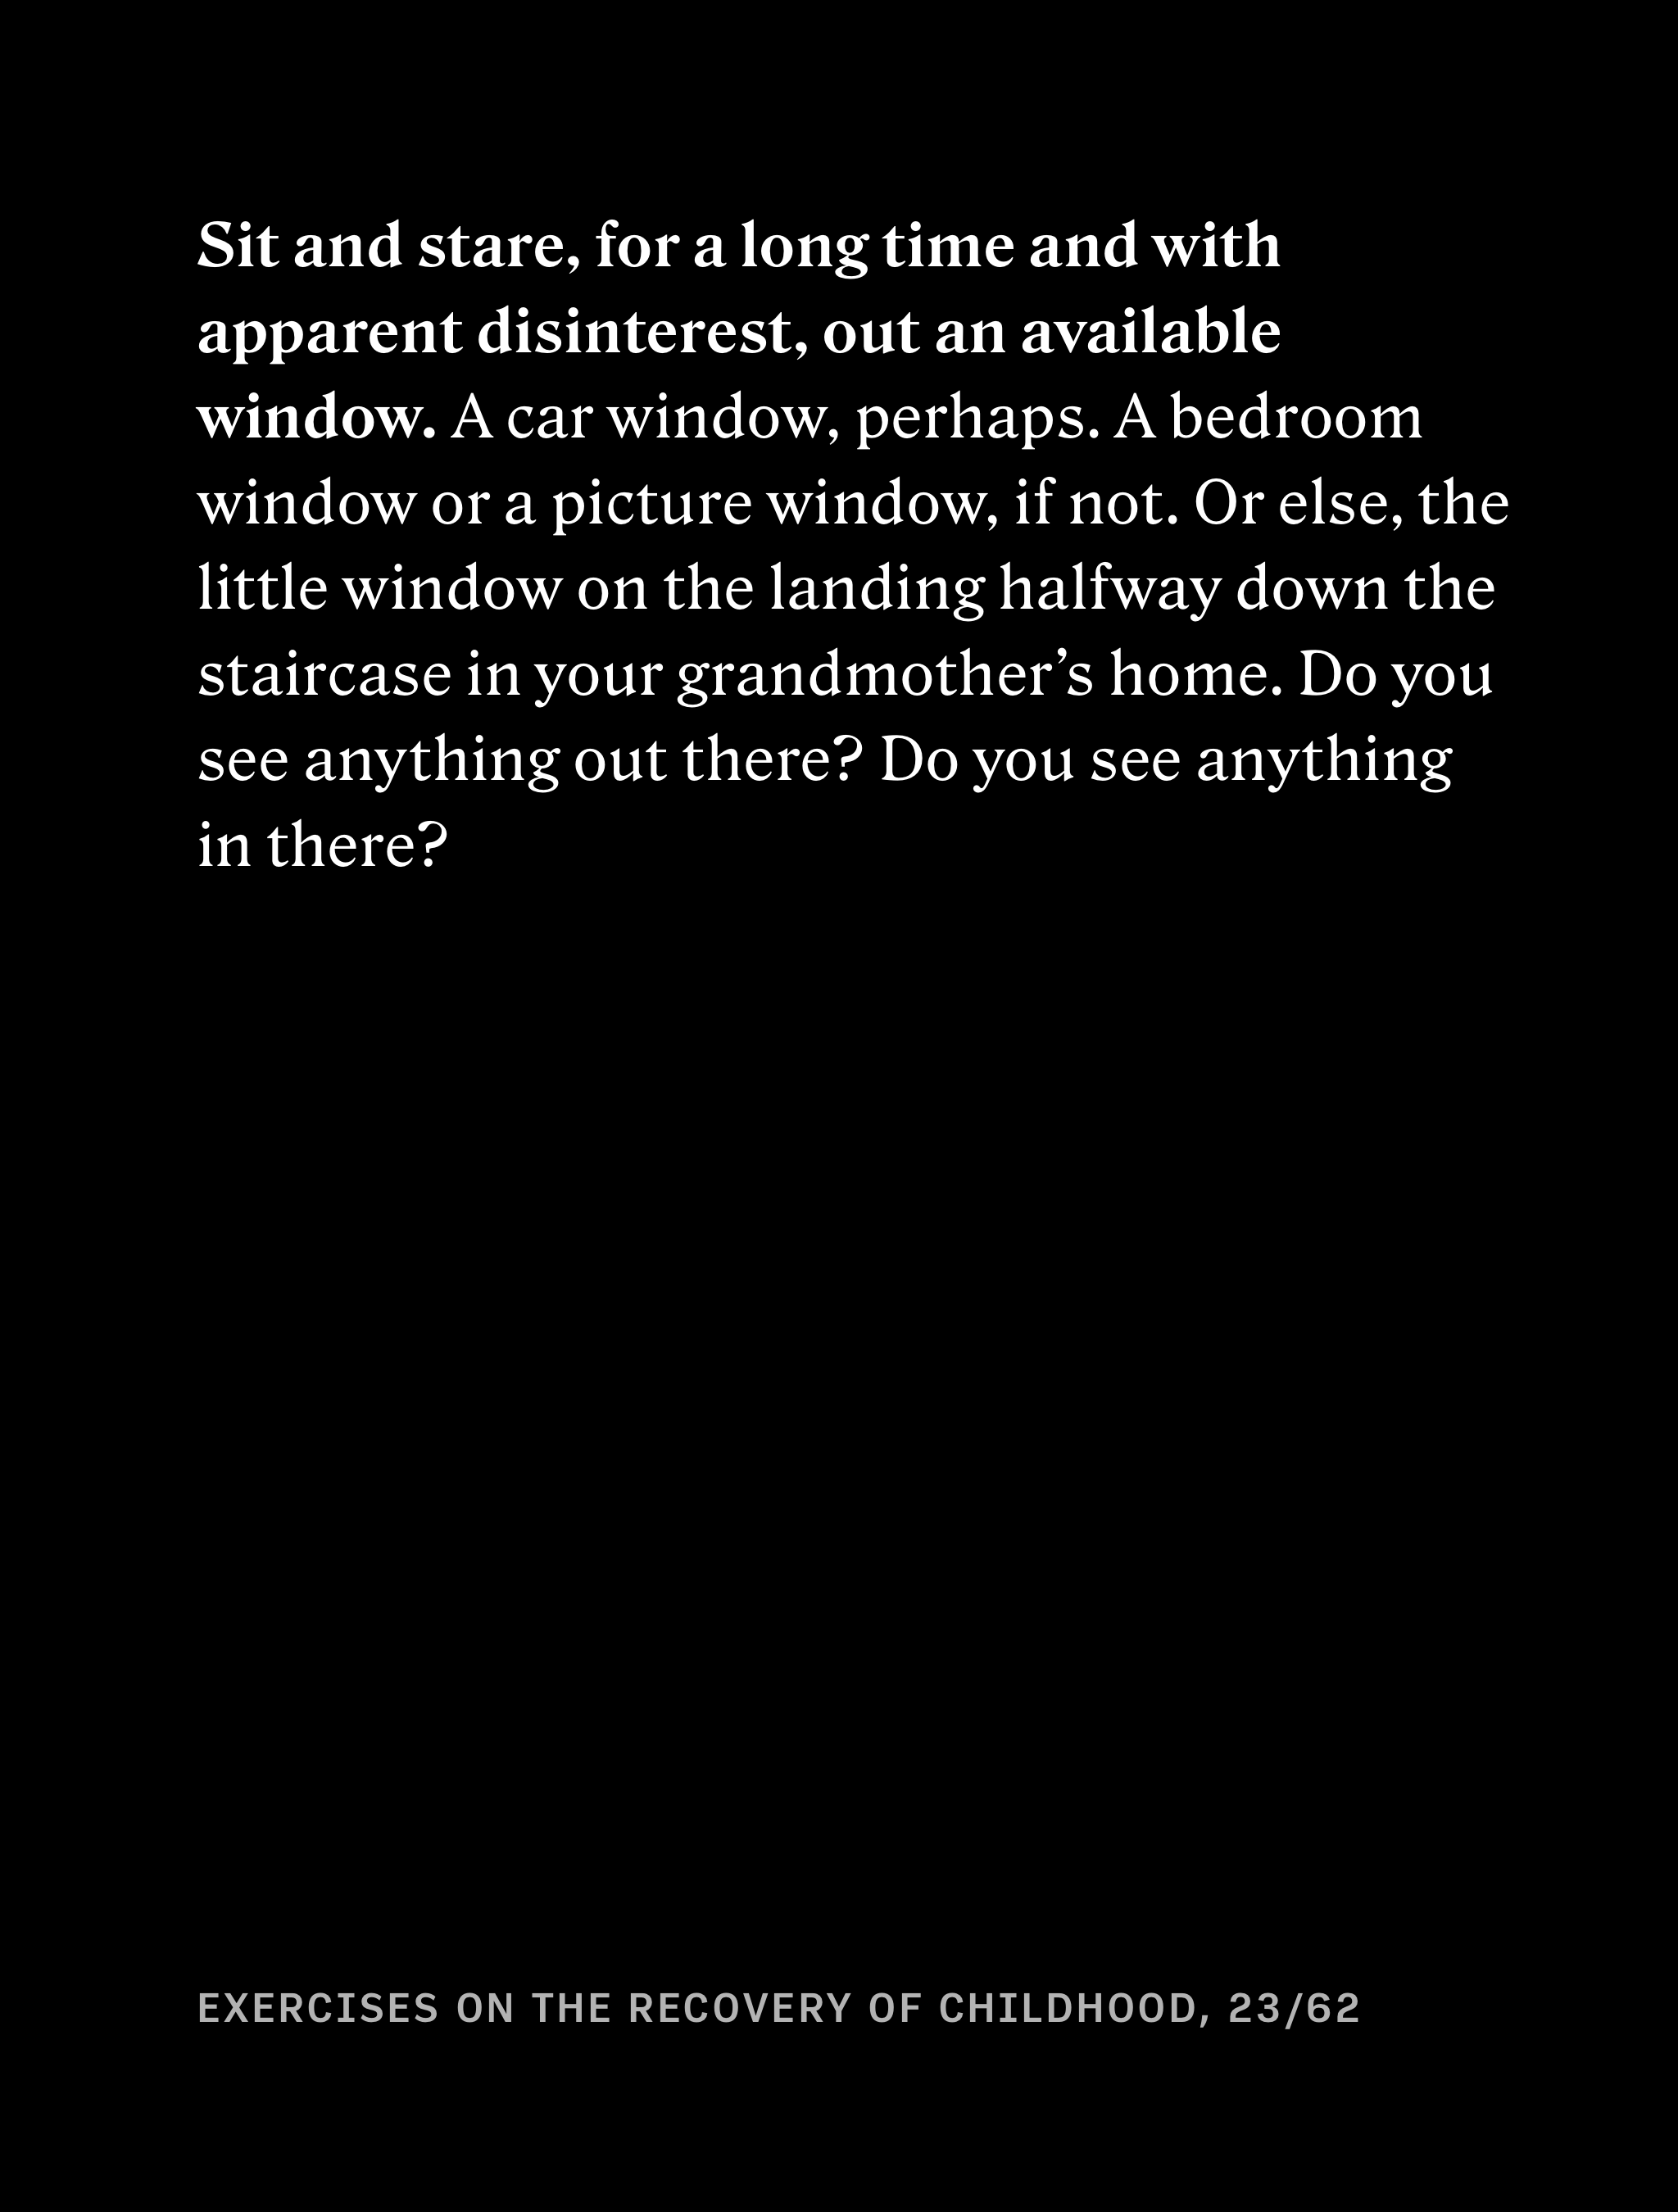 Sit and stare, for a long time and with
apparent disinterest, out an available
window. A car window, perhaps. A bedroom
window or a picture window, if not. Or else, the
little window on the landing halfway down the
staircase in your grandmother’s home. Do you
see anything out there? Do you see anything
in there?
EXERCISES ON THE RECOVERY OF CHILDHOOD, 23/62